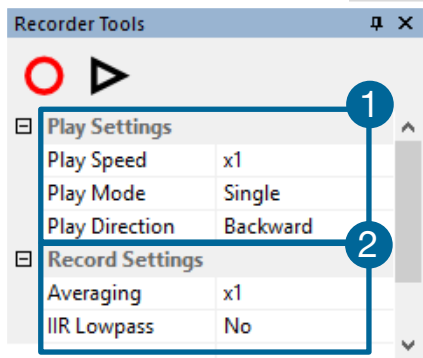 Recorder Tools
1
Play Settings
Play Speed x1
Play Mode Single
Play Direction Backward
2
Record Settings
Averaging x1
IIR Lowpass No